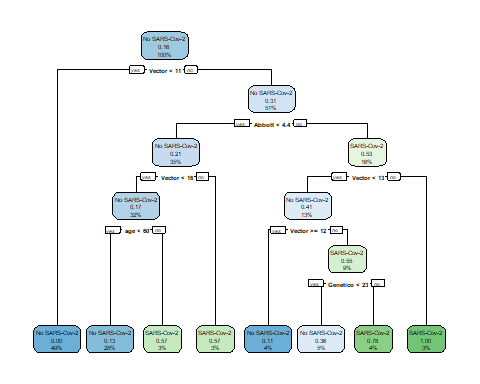 No SARS-Cov-2
0.16
100%
yes Vector < 11 no
No SARS-Cov-2
0.31
51%
yes Abbott < 4.4 no
No SARS-Cov-2
0.21
35%
SARS-Cov-2
0.53
16%
yes Vector < 16 no
yes Vector < 13 no
No SARS-Cov-2
0.17
32%
No SARS-Cov-2
0.41
13%
yes age < 60 no
yes Vector >= 12 no
SARS-Cov-2
0.55
9%
yes Genetico < 23 no
No SARS-Cov-2
0.00
49%
No SARS-Cov-2
0.13
28%
SARS-Cov-2
0.57
3%
SARS-Cov-2
0.57
3%
No SARS-Cov-2
0.11
4%
No SARS-Cov-2
0.36
5%
SARS-Cov-2
0.78
4%
SARS-Cov-2
1.00
3%